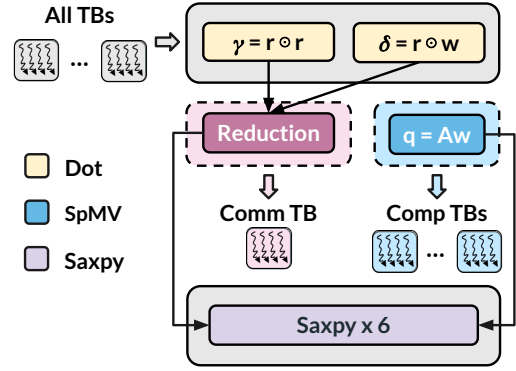 All TBs
...
γ = r ⊙ r
δ = r ⊙ w
Reduction
q = Aw
Dot
SpMV
Saxpy
Comm TB
Comp TBs
...
Saxpy x 6